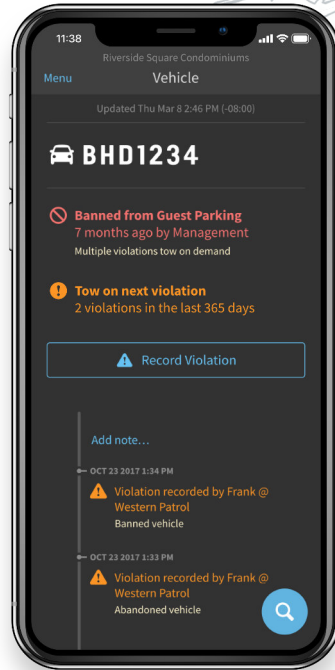 11:38
Riverside Square Condominiums
Menu
Vehicle
Updated Thu Mar 8 2:46 PM (-08:00)
BHD1234
Banned from Guest Parking
7 months ago by Management
Multiple violations tow on demand
Tow on next violation
2 violations in the last 365 days
Record Violation
Add note...
OCT 23 2017 1:34 PM
Violation recorded by Frank @
Western Patrol
Banned vehicle
OCT 23 2017 1:33 PM
Violation recorded by Frank @
Western Patrol
Abandoned vehicle